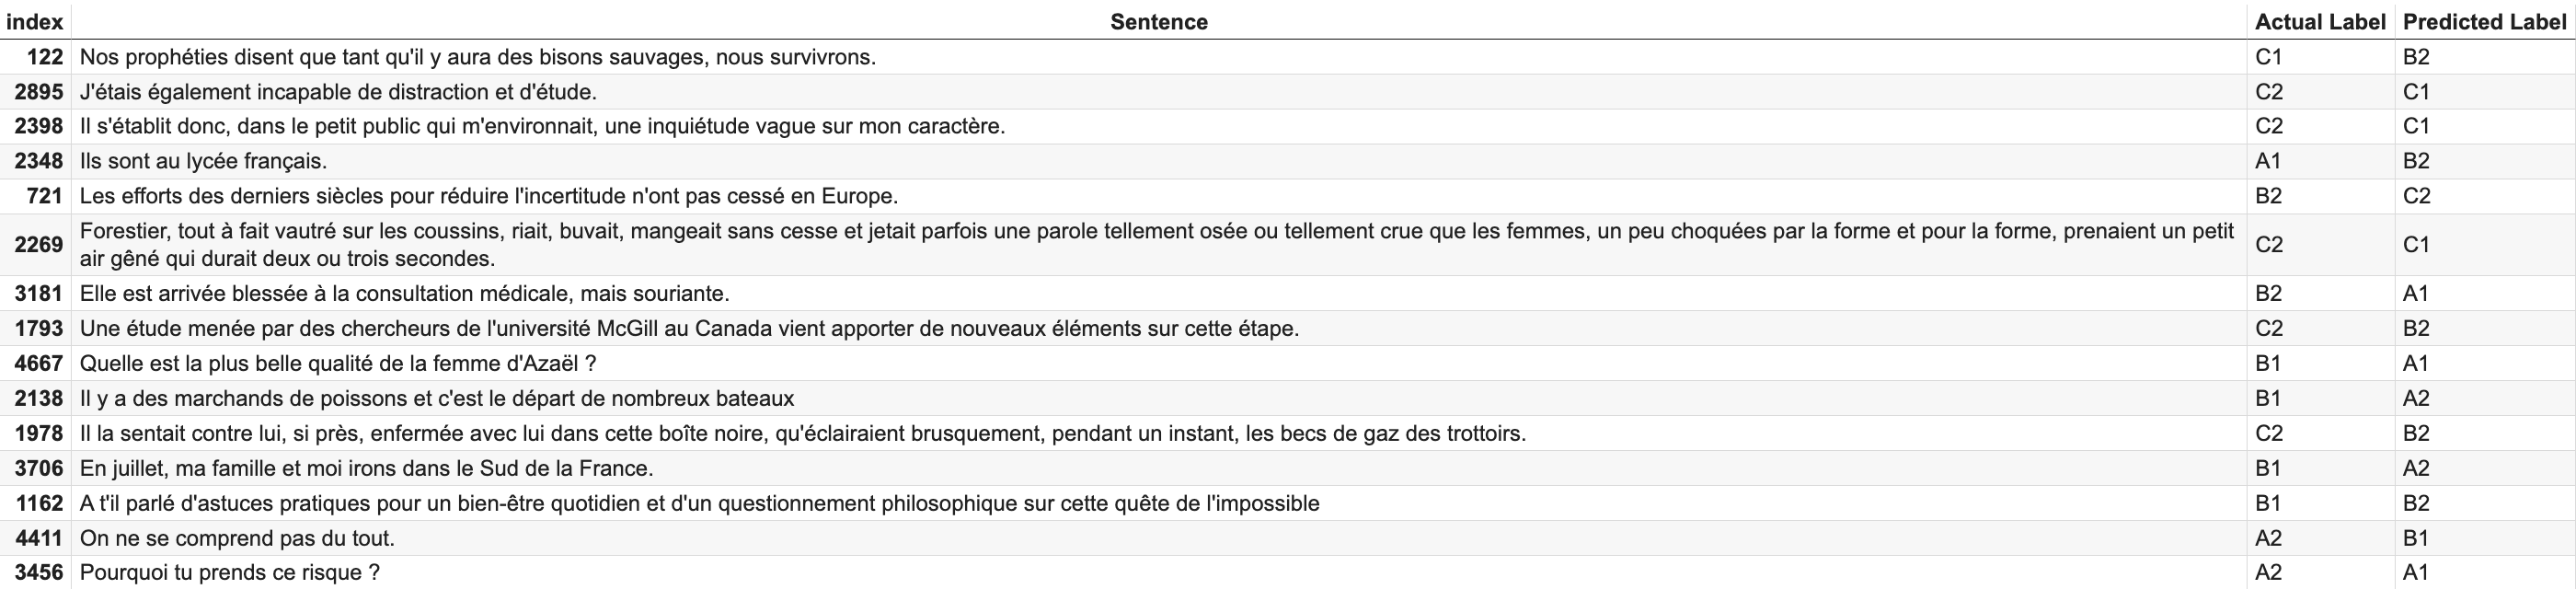 index Sentence Actual Label Predicted Label
122 Nos prophéties disent que tant qu'il y aura des bisons sauvages, nous survivrons. C1 B2
2895 J'étais également incapable de distraction et d'étude. C2 C1
2398 Il s'établit donc, dans le petit public qui m'environnait, une inquiétude vague sur mon caractère. C2 C1
2348 Ils sont au lycée français. A1 B2
721 Les efforts des derniers siècles pour réduire l'incertitude n'ont pas cessé en Europe. B2 C2
2269 Forestier, tout à fait vautré sur les coussins, riait, buvait, mangeait sans cesse et jetait parfois une parole tellement osée ou tellement crue que les femmes, un peu choquées par la forme et pour la forme, prenaient un petit
air gêné qui durait deux ou trois secondes. C2 C1
3181 Elle est arrivée blessée à la consultation médicale, mais souriante. B2 A1
1793 Une étude menée par des chercheurs de l'université McGill au Canada vient apporter de nouveaux éléments sur cette étape. C2 B2
4667 Quelle est la plus belle qualité de la femme d'Azaël ? B1 A1
2138 Il y a des marchands de poissons et c'est le départ de nombreux bateaux B1 A2
1978 Il la sentait contre lui, si près, enfermée avec lui dans cette boîte noire, qu'éclairaient brusquement, pendant un instant, les becs de gaz des trottoirs. C2 B2
3706 En juillet, ma famille et moi irons dans le Sud de la France. B1 A2
1162 A t'il parlé d'astuces pratiques pour un bien-être quotidien et d'un questionnement philosophique sur cette quête de l'impossible B1 B2
4411 On ne se comprend pas du tout. A2 B1
3456 Pourquoi tu prends ce risque ? A2 A1